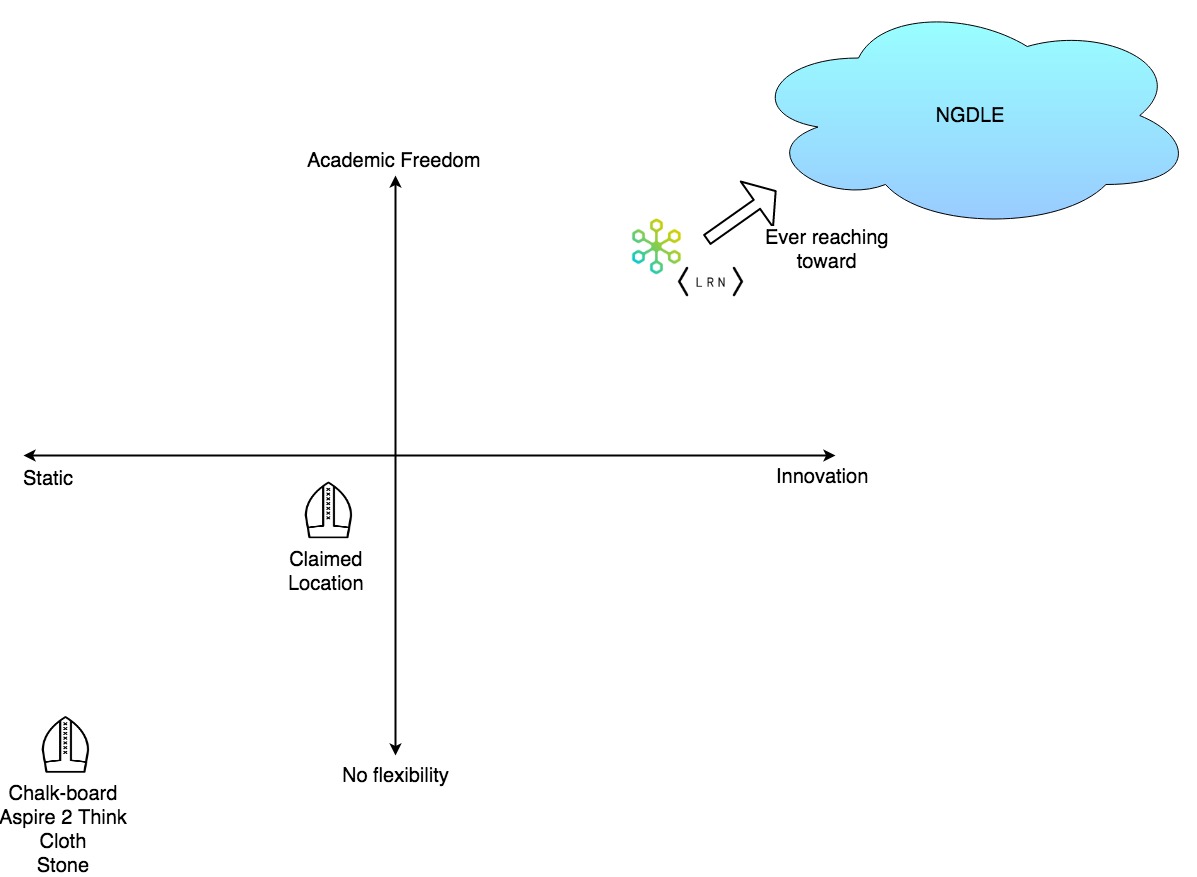 NGDLE
Academic Freedom
Ever reaching
toward
LRN
Static
Innovation
Claimed
Location
No flexibility
Chalk-board
Aspire 2 Think
Cloth
Stone